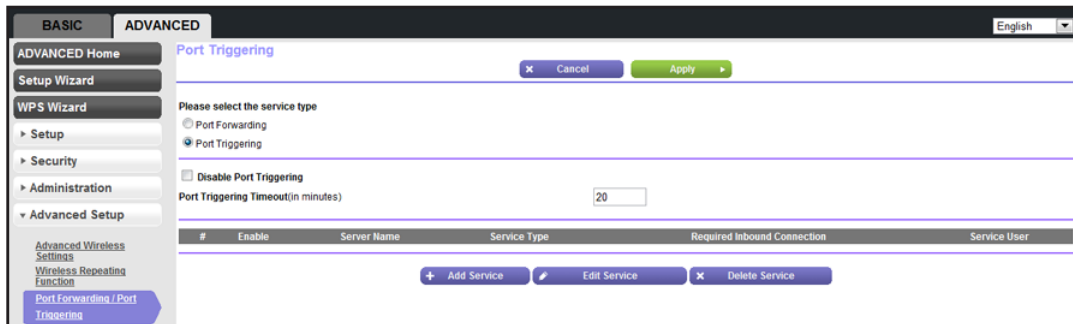 BASIC ADVANCED English
ADVANCED Home
Setup Wizard
WPS Wizard
Setup
Security
Administration
Advanced Setup
Advanced Wireless
Settings
Wireless Repeating
Function
Port Forwarding / Port
Triggering
Port Triggering
Cancel Apply
Please select the service type
Port Forwarding
Port Triggering
Disable Port Triggering
Port Triggering Timeout(in minutes) 20
# Enable Server Name Service Type Required Inbound Connection Service User
Add Service Edit Service Delete Service